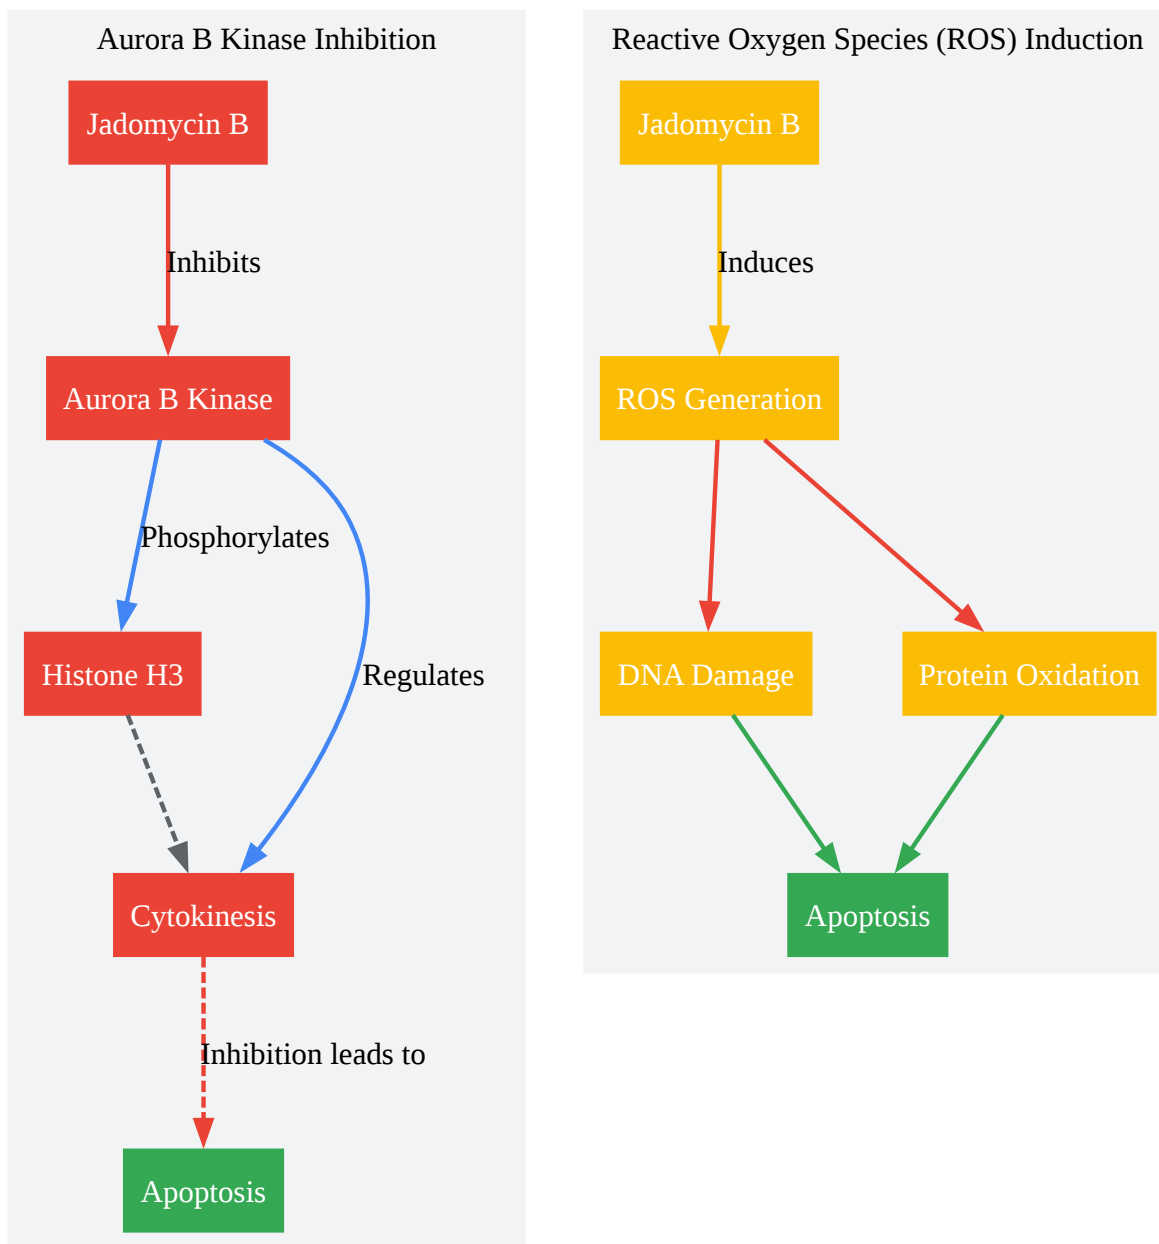 Aurora B Kinase Inhibition
Jadomycin B
Inhibits
Aurora B Kinase
Phosphorylates
Histone H3
Regulates
Cytokinesis
Inhibition leads to
Apoptosis
Reactive Oxygen Species (ROS) Induction
Jadomycin B
Induces
ROS Generation
DNA Damage
Protein Oxidation
Apoptosis